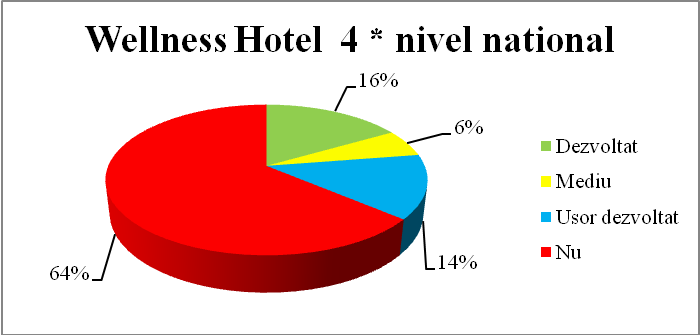 Wellness Hotel 4 * nivel national
16%
6%
14%
64%
Dezvoltat
Mediu
Usor dezvoltat
Nu